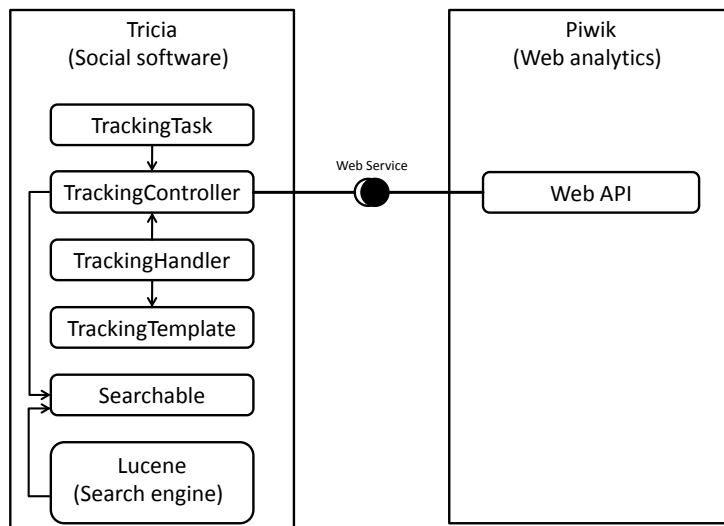 Tricia
(Social software)
TrackingTask
TrackingController
TrackingHandler
TrackingTemplate
Searchable
Lucene
(Search engine)
Web Service
Piwik
(Web analytics)
Web API